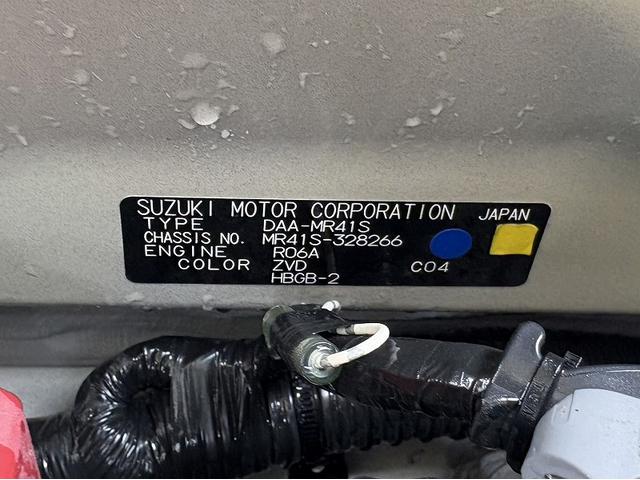 SUZUKI MOTOR CORPORATION JAPAN
TYPE DAA-MR41S
CHASSIS NO. MR41S-328266
ENGINE R06A
COLOR ZVD C04
HBGB-2